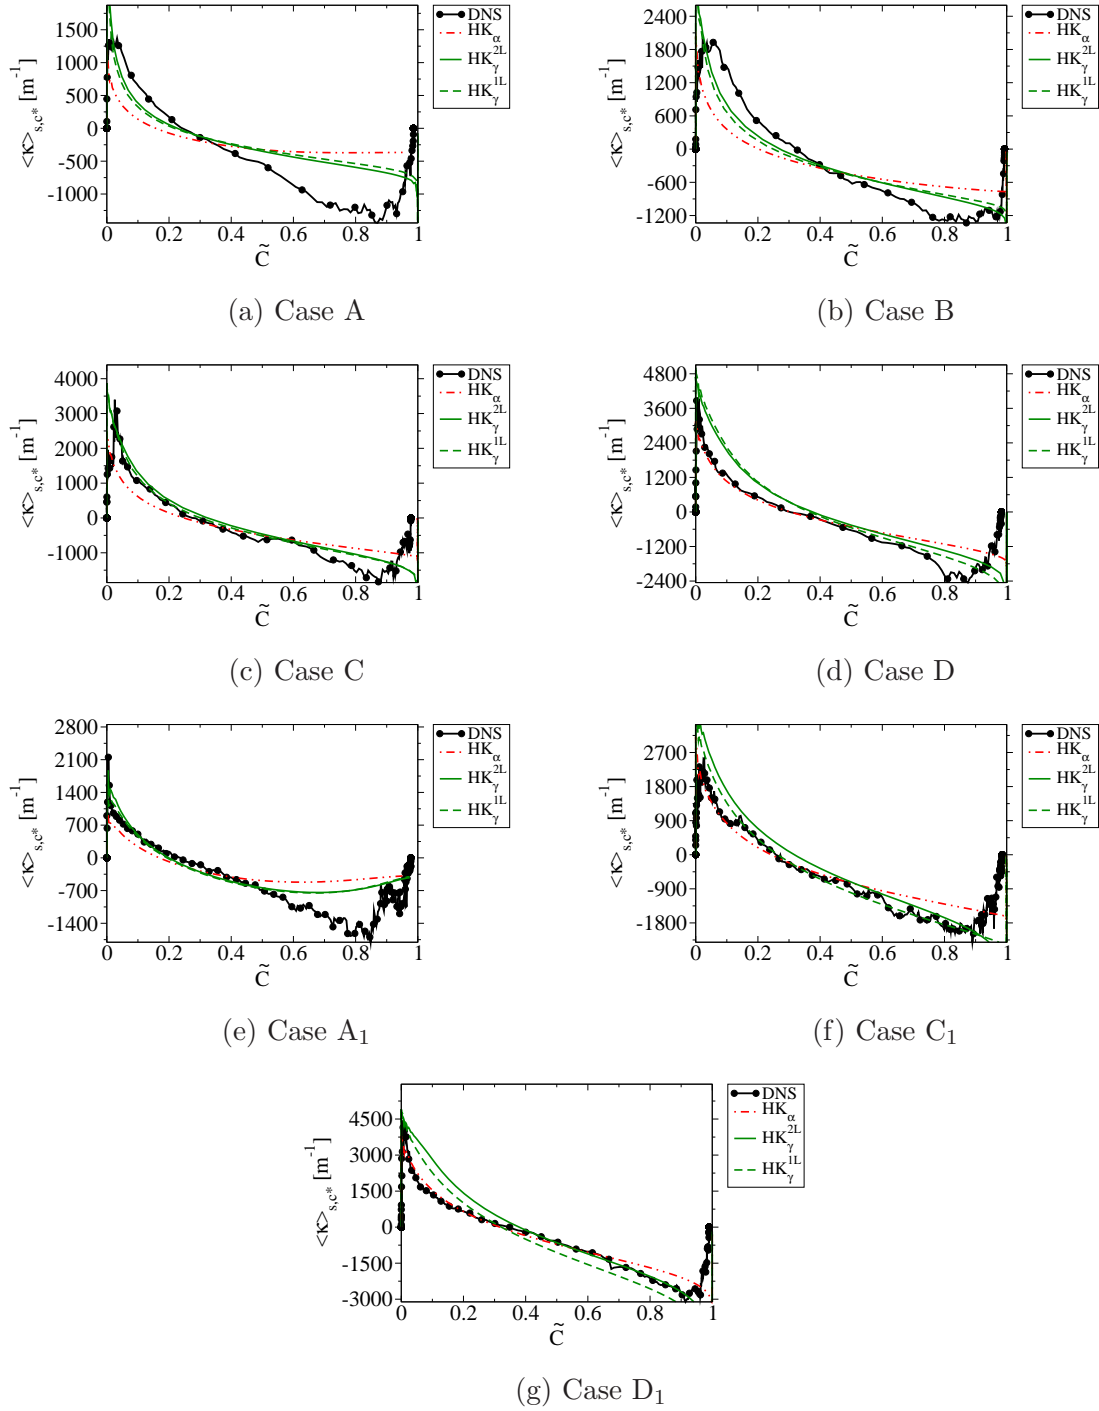 <κ>s,c* [m⁻¹]
1500
1000
500
0
-500
-1000
0 0.2 0.4 0.6 0.8 1
C̃
DNS
HKα
HKγ²ᴸ
HKγ¹ᴸ
(a) Case A
<κ>s,c* [m⁻¹]
2400
1800
1200
600
0
-600
-1200
0 0.2 0.4 0.6 0.8 1
C̃
DNS
HKα
HKγ²ᴸ
HKγ¹ᴸ
(b) Case B
<κ>s,c* [m⁻¹]
4000
3000
2000
1000
0
-1000
0 0.2 0.4 0.6 0.8 1
C̃
DNS
HKα
HKγ²ᴸ
HKγ¹ᴸ
(c) Case C
<κ>s,c* [m⁻¹]
4800
3600
2400
1200
0
-1200
-2400
0 0.2 0.4 0.6 0.8 1
C̃
DNS
HKα
HKγ²ᴸ
HKγ¹ᴸ
(d) Case D
<κ>s,c* [m⁻¹]
2800
2100
1400
700
0
-700
-1400
0 0.2 0.4 0.6 0.8 1
C̃
DNS
HKα
HKγ²ᴸ
HKγ¹ᴸ
(e) Case A₁
<κ>s,c* [m⁻¹]
2700
1800
900
0
-900
-1800
0 0.2 0.4 0.6 0.8 1
C̃
DNS
HKα
HKγ²ᴸ
HKγ¹ᴸ
(f) Case C₁
<κ>s,c* [m⁻¹]
4500
3000
1500
0
-1500
-3000
0 0.2 0.4 0.6 0.8 1
C̃
DNS
HKα
HKγ²ᴸ
HKγ¹ᴸ
(g) Case D₁